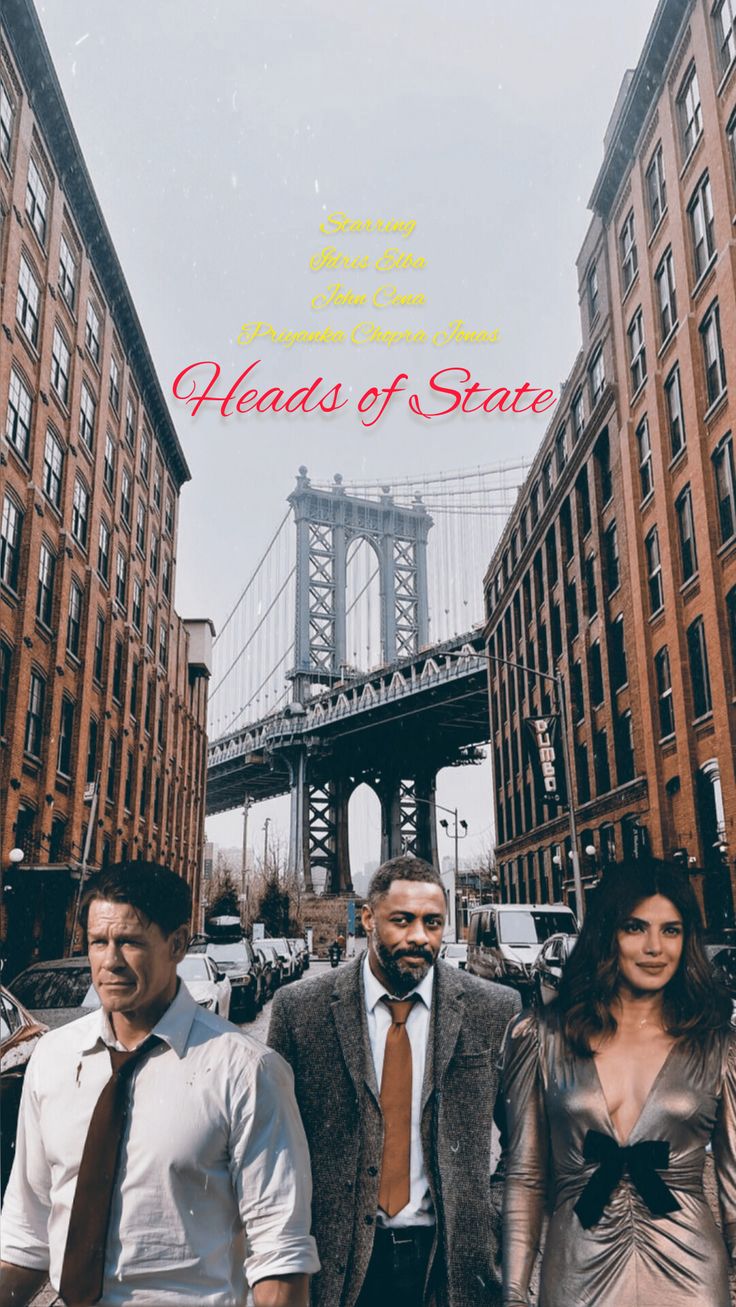 Starring
Idris Elba
John Cena
Priyanka Chopra Jonas
Heads of State
DUMBO